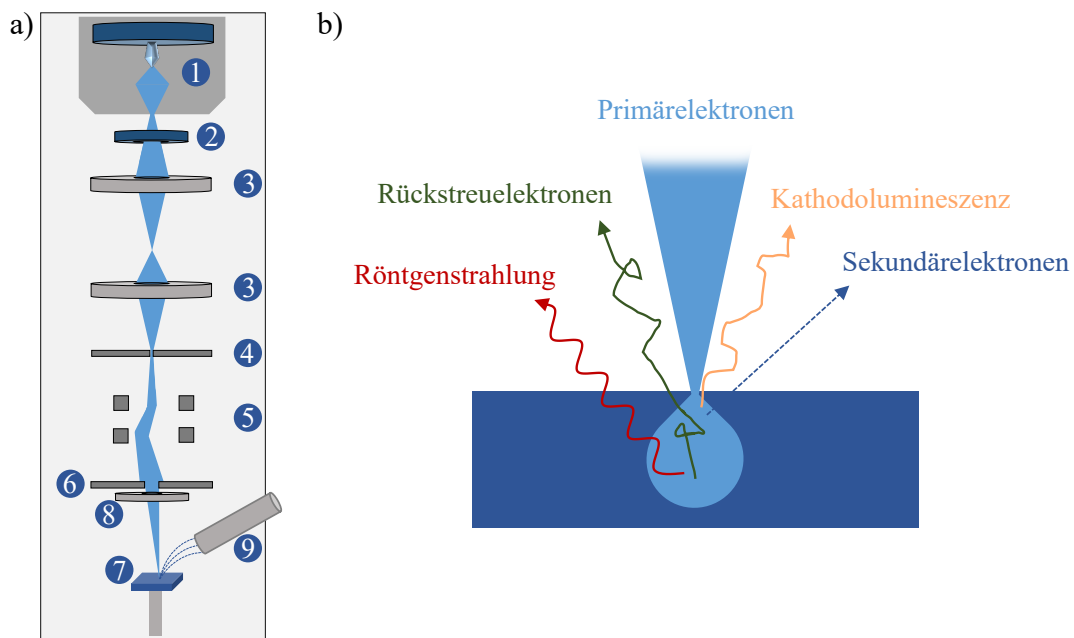 a)
1
2
3
3
4
5
6
8
9
7
b)
Primärelektronen
Rückstreuelektronen
Kathodolumineszenz
Röntgenstrahlung
Sekundärelektronen